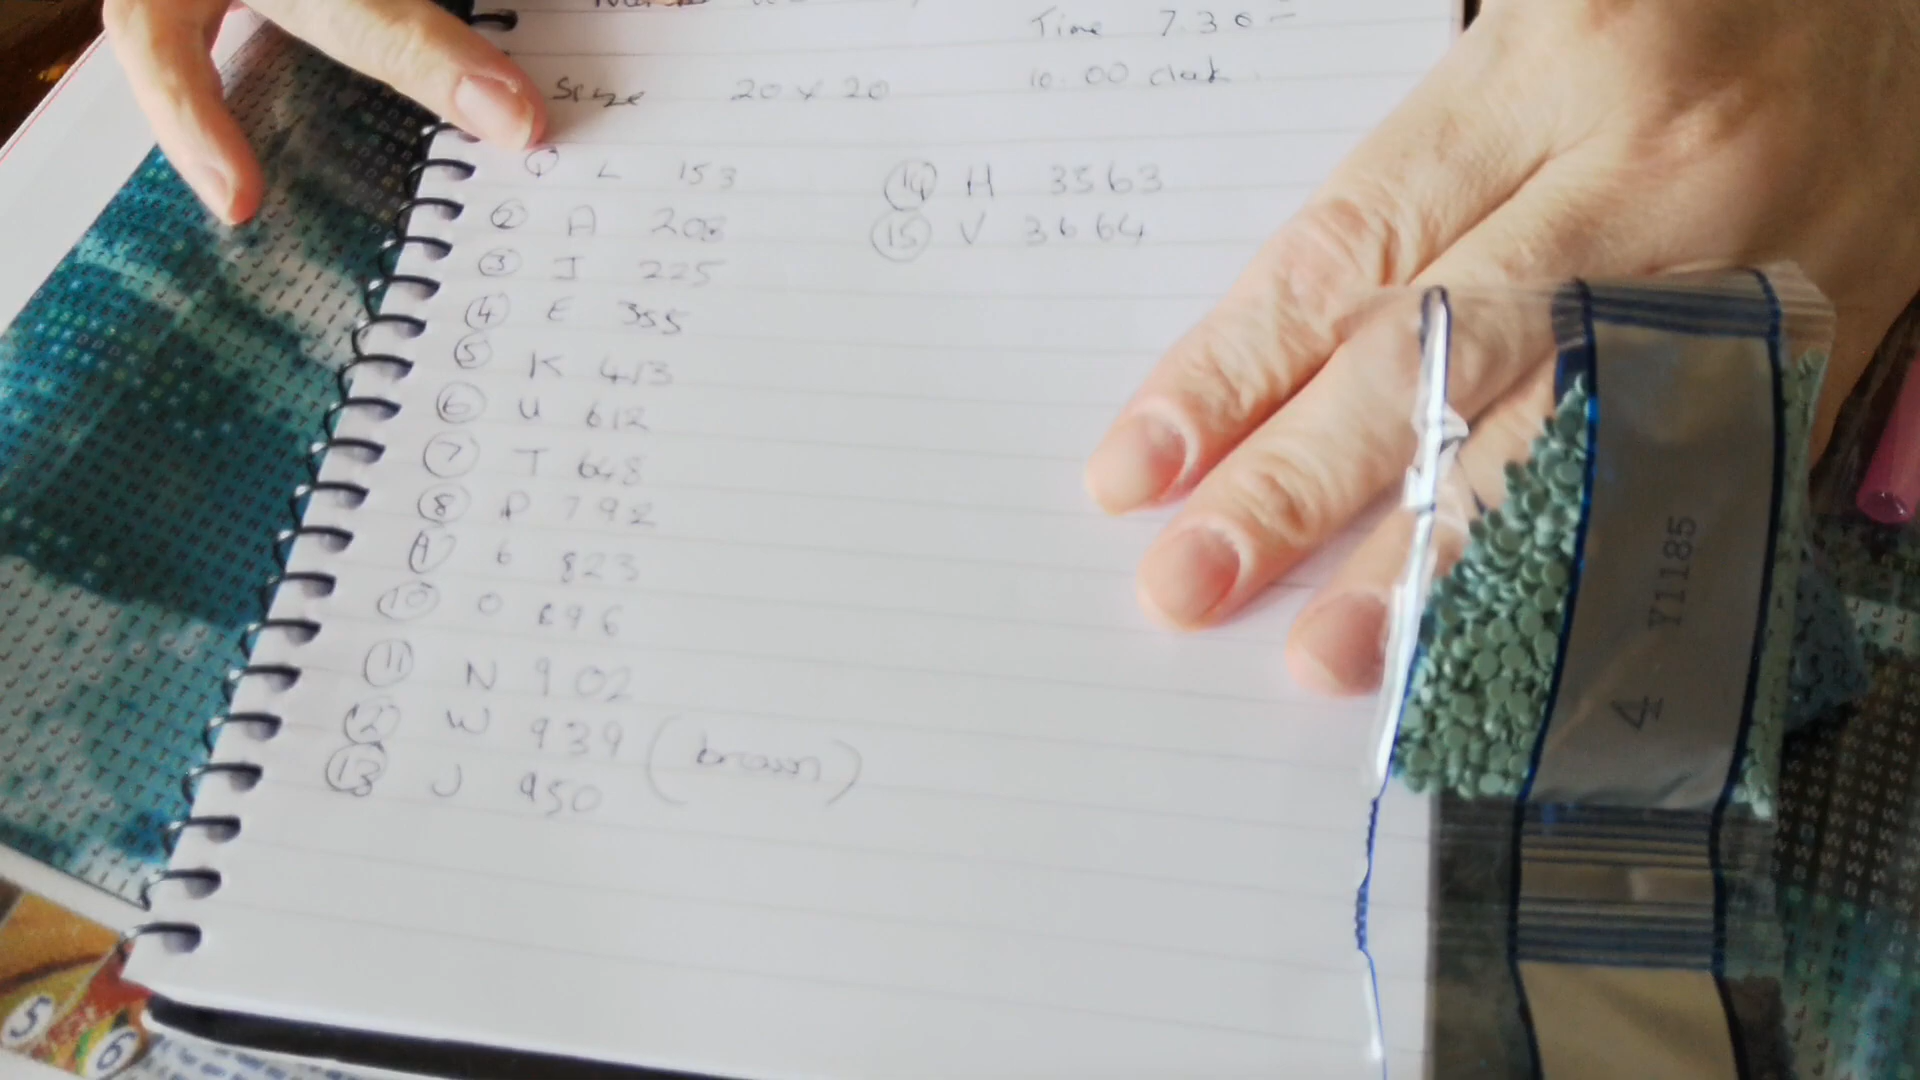 Time 7.30
Size 20 x 20 10.00 clock
① L 153
② A 208
③ I 225
④ E 355
⑤ K 413
⑥ U 612
⑦ T 648
⑧ P 792
6 823
⑩ O 896
⑪ N 902
⑫ W 939 (brown)
⑬ J 950
⑭ H 3563
⑮ V 3664
4 Y1185
5
6